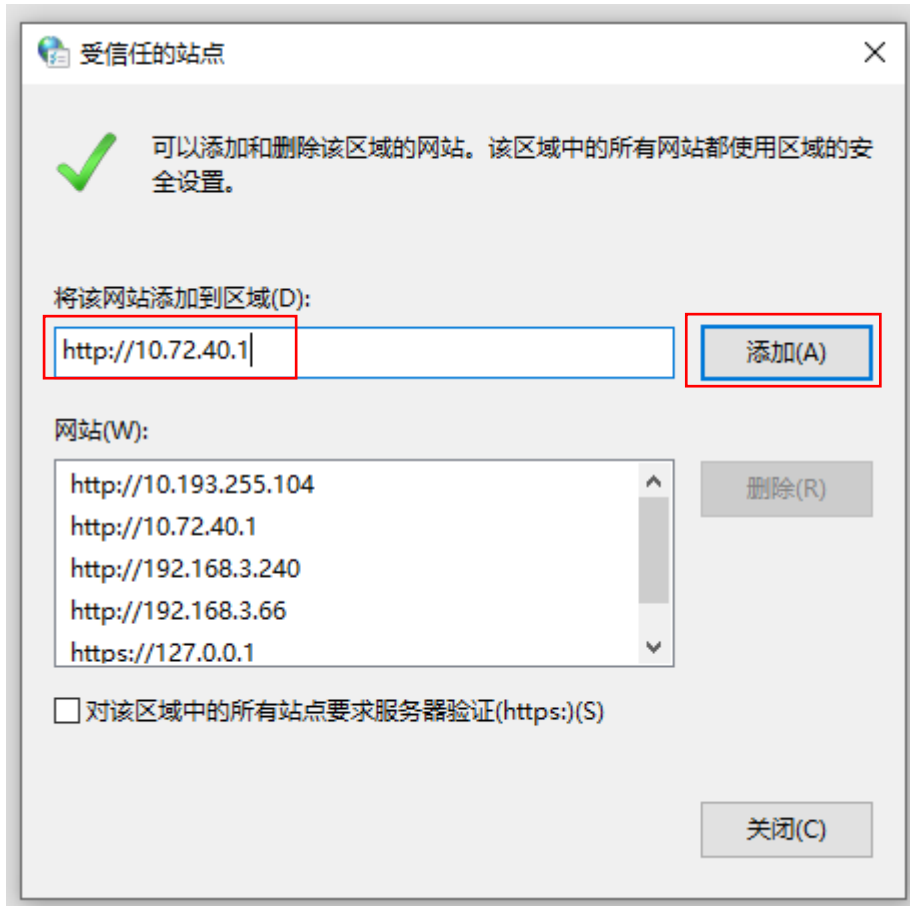 受信任的站点
可以添加和删除该区域的网站。该区域中的所有网站都使用区域的安
全设置。
将该网站添加到区域(D):
http://10.72.40.1
添加(A)
网站(W):
http://10.193.255.104
http://10.72.40.1
http://192.168.3.240
http://192.168.3.66
https://127.0.0.1
删除(R)
对该区域中的所有站点要求服务器验证(https:)(S)
关闭(C)